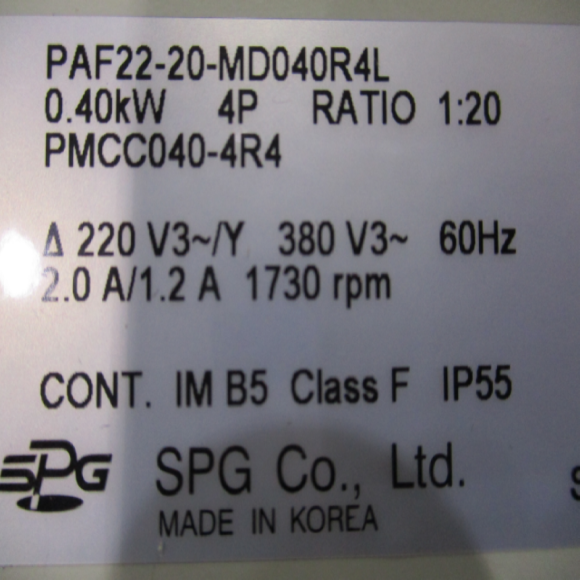 PAF22-20-MD040R4L
0.40kW 4P RATIO 1:20
PMCC040-4R4
Δ 220 V3~/Y 380 V3~ 60Hz
2.0 A/1.2 A 1730 rpm
CONT. IM B5 Class F IP55
SPG SPG Co., Ltd.
MADE IN KOREA